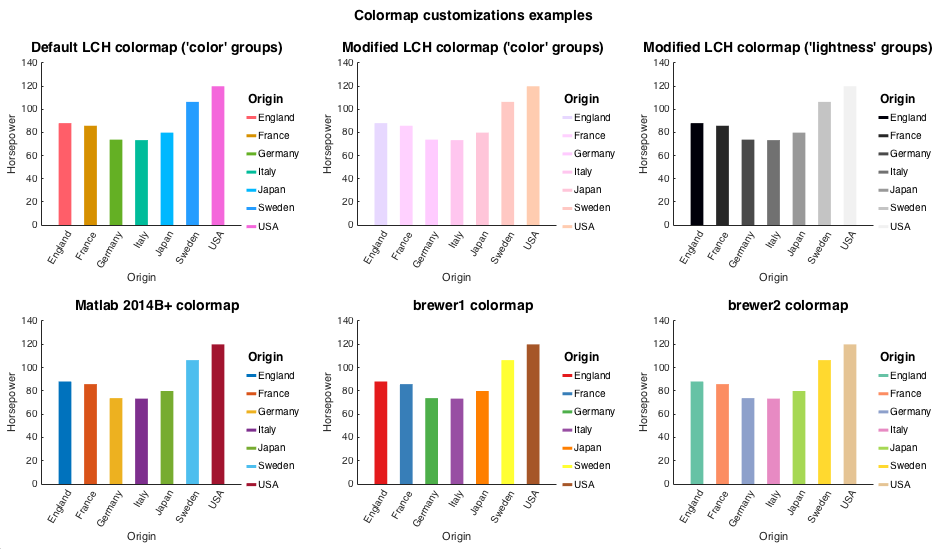 Colormap customizations examples
Default LCH colormap ('color' groups)
140
120
100
80
60
40
20
0
Horsepower
England
France
Germany
Italy
Japan
Sweden
USA
Origin
Origin
England
France
Germany
Italy
Japan
Sweden
USA
Modified LCH colormap ('color' groups)
140
120
100
80
60
40
20
0
Horsepower
England
France
Germany
Italy
Japan
Sweden
USA
Origin
Origin
England
France
Germany
Italy
Japan
Sweden
USA
Modified LCH colormap ('lightness' groups)
140
120
100
80
60
40
20
0
Horsepower
England
France
Germany
Italy
Japan
Sweden
USA
Origin
Origin
England
France
Germany
Italy
Japan
Sweden
USA
Matlab 2014B+ colormap
140
120
100
80
60
40
20
0
Horsepower
England
France
Germany
Italy
Japan
Sweden
USA
Origin
Origin
England
France
Germany
Italy
Japan
Sweden
USA
brewer1 colormap
140
120
100
80
60
40
20
0
Horsepower
England
France
Germany
Italy
Japan
Sweden
USA
Origin
Origin
England
France
Germany
Italy
Japan
Sweden
USA
brewer2 colormap
140
120
100
80
60
40
20
0
Horsepower
England
France
Germany
Italy
Japan
Sweden
USA
Origin
Origin
England
France
Germany
Italy
Japan
Sweden
USA